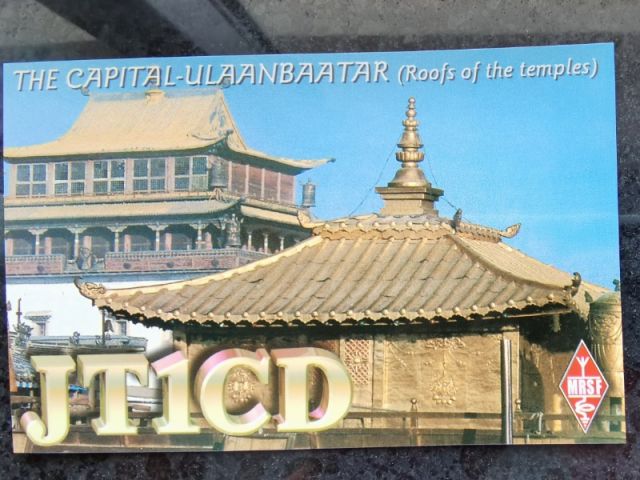 THE CAPITAL-ULAANBAATAR (Roofs of the temples)
JT1CD
MRSF